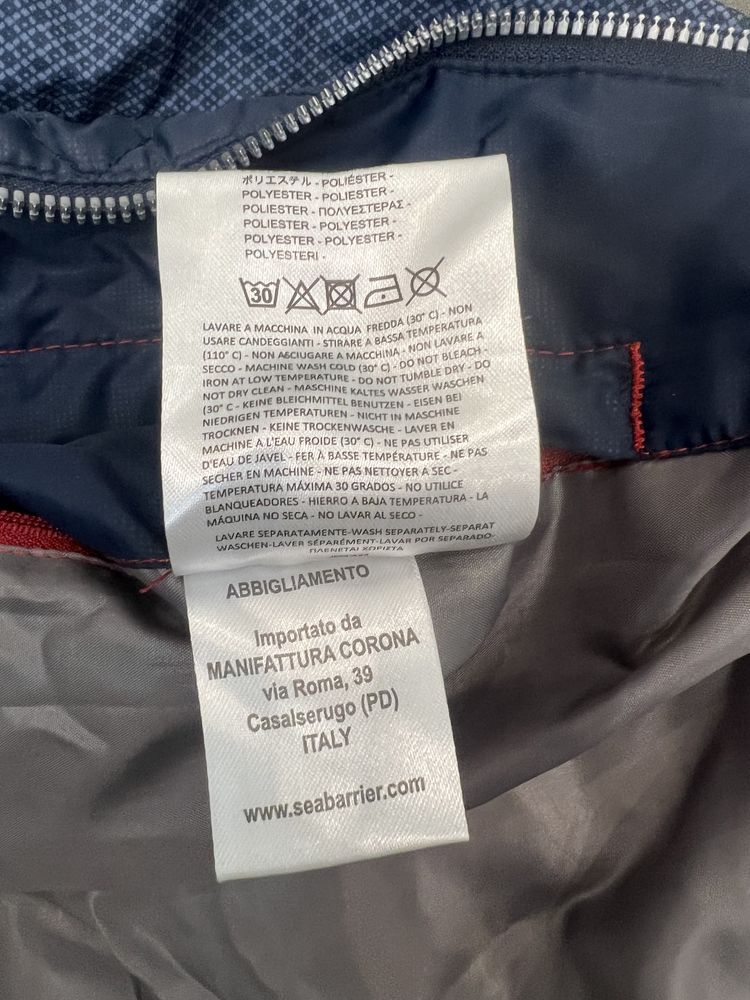 ポリエステル - POLIÉSTER -
POLYESTER - POLIESTER -
POLIESTER - ΠΟΛΥΕΣΤΕΡΑΣ -
POLIESTER - POLYESTER -
POLYESTER - POLYESTER -
POLYESTERI -
30
LAVARE A MACCHINA IN ACQUA FREDDA (30° C) - NON
USARE CANDEGGIANTI - STIRARE A BASSA TEMPERATURA
(110° C) - NON ASCIUGARE A MACCHINA - NON LAVARE A
SECCO - MACHINE WASH COLD (30° C) - DO NOT BLEACH -
IRON AT LOW TEMPERATURE - DO NOT TUMBLE DRY - DO
NOT DRY CLEAN - MASCHINE KALTES WASSER WASCHEN
(30° C - KEINE BLEICHMITTEL BENUTZEN - EISEN BEI
NIEDRIGEN TEMPERATUREN - NICHT IN MASCHINE
TROCKNEN - KEINE TROCKENWASCHE - LAVER EN
MACHINE A L'EAU FROIDE (30° C) - NE PAS UTILISER
D'EAU DE JAVEL - FER À BASSE TEMPÉRATURE - NE PAS
SECHER EN MACHINE - NE PAS NETTOYER A SEC -
TEMPERATURA MÁXIMA 30 GRADOS - NO UTILICE
BLANQUEADORES - HIERRO A BAJA TEMPERATURA - LA
MÁQUINA NO SECA - NO LAVAR AL SECO -
LAVARE SEPARATAMENTE-WASH SEPARATELY-SEPARAT
WASCHEN-LAVER SÉPARÉMENT-LAVAR POR SEPARADO-
ΠΛΕΝΕΤΑΙ ΧΩΡΙΣΤΑ
ABBIGLIAMENTO
Importato da
MANIFATTURA CORONA
via Roma, 39
Casalserugo (PD)
ITALY
www.seabarrier.com